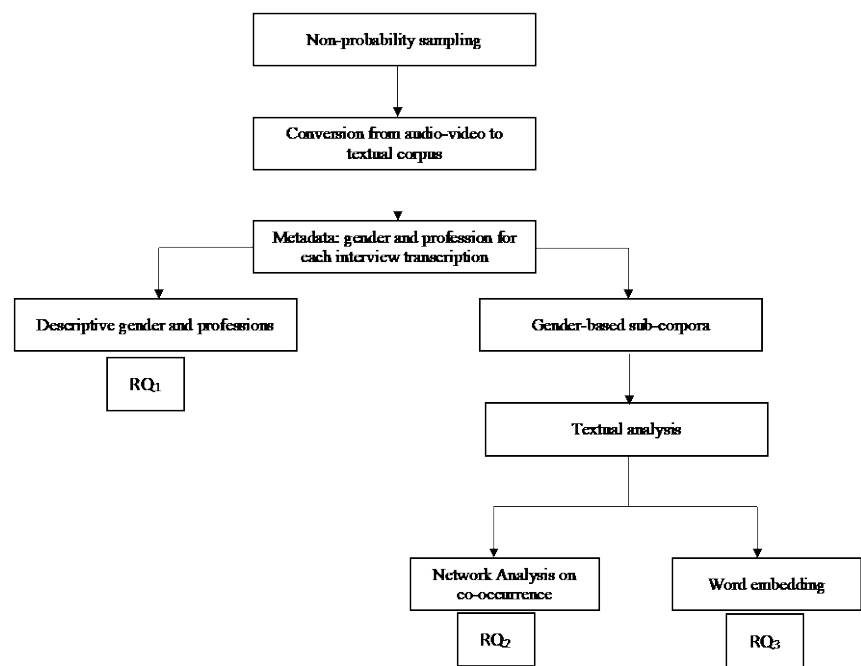 Non-probability sampling
Conversion from audio-video to
textual corpus
Metadata: gender and profession for
each interview transcription
Descriptive gender and professions
Gender-based sub-corpora
RQ1
Textual analysis
Network Analysis on
co-occurrence
Word embedding
RQ2
RQ3